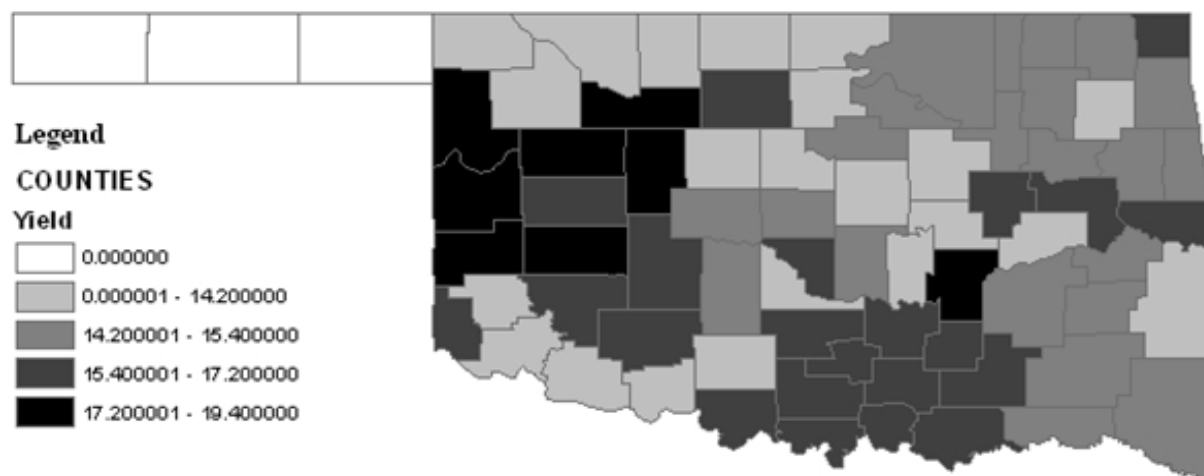 Legend
COUNTIES
Yield
0.000000
0.000001 - 14.200000
14.200001 - 15.400000
15.400001 - 17.200000
17.200001 - 19.400000